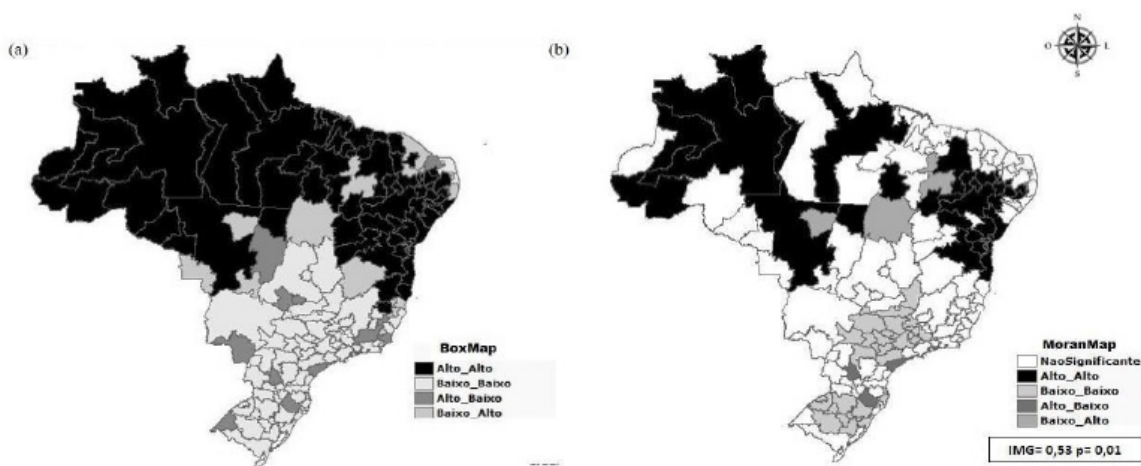 (a)
BoxMap
Alto_Alto
Baixo_Baixo
Alto_Baixo
Baixo_Alto
(b)
N
O
L
S
MoranMap
NaoSignificante
Alto_Alto
Baixo_Baixo
Alto_Baixo
Baixo_Alto
IMG= 0,53 p= 0,01